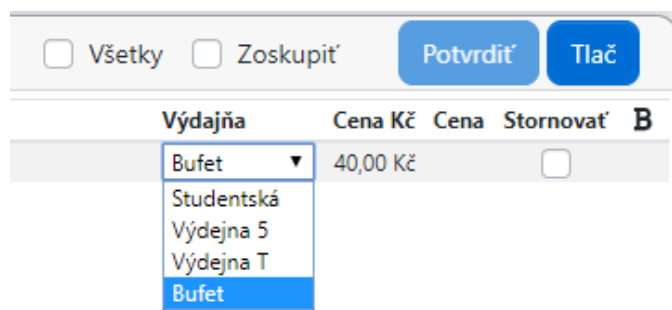 Všetky Zoskupiť Potvrdiť Tlač
Výdajňa Cena Kč Cena Stornovať B
Bufet 40,00 Kč
Studentská
Výdejna 5
Výdejna T
Bufet